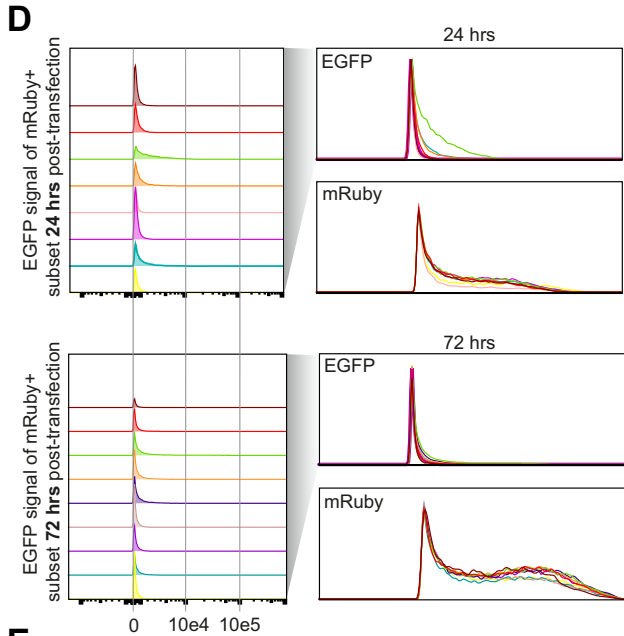 D
EGFP signal of mRuby+
subset 24 hrs post-transfection
24 hrs
EGFP
mRuby
EGFP signal of mRuby+
subset 72 hrs post-transfection
72 hrs
EGFP
mRuby
0 10e4 10e5